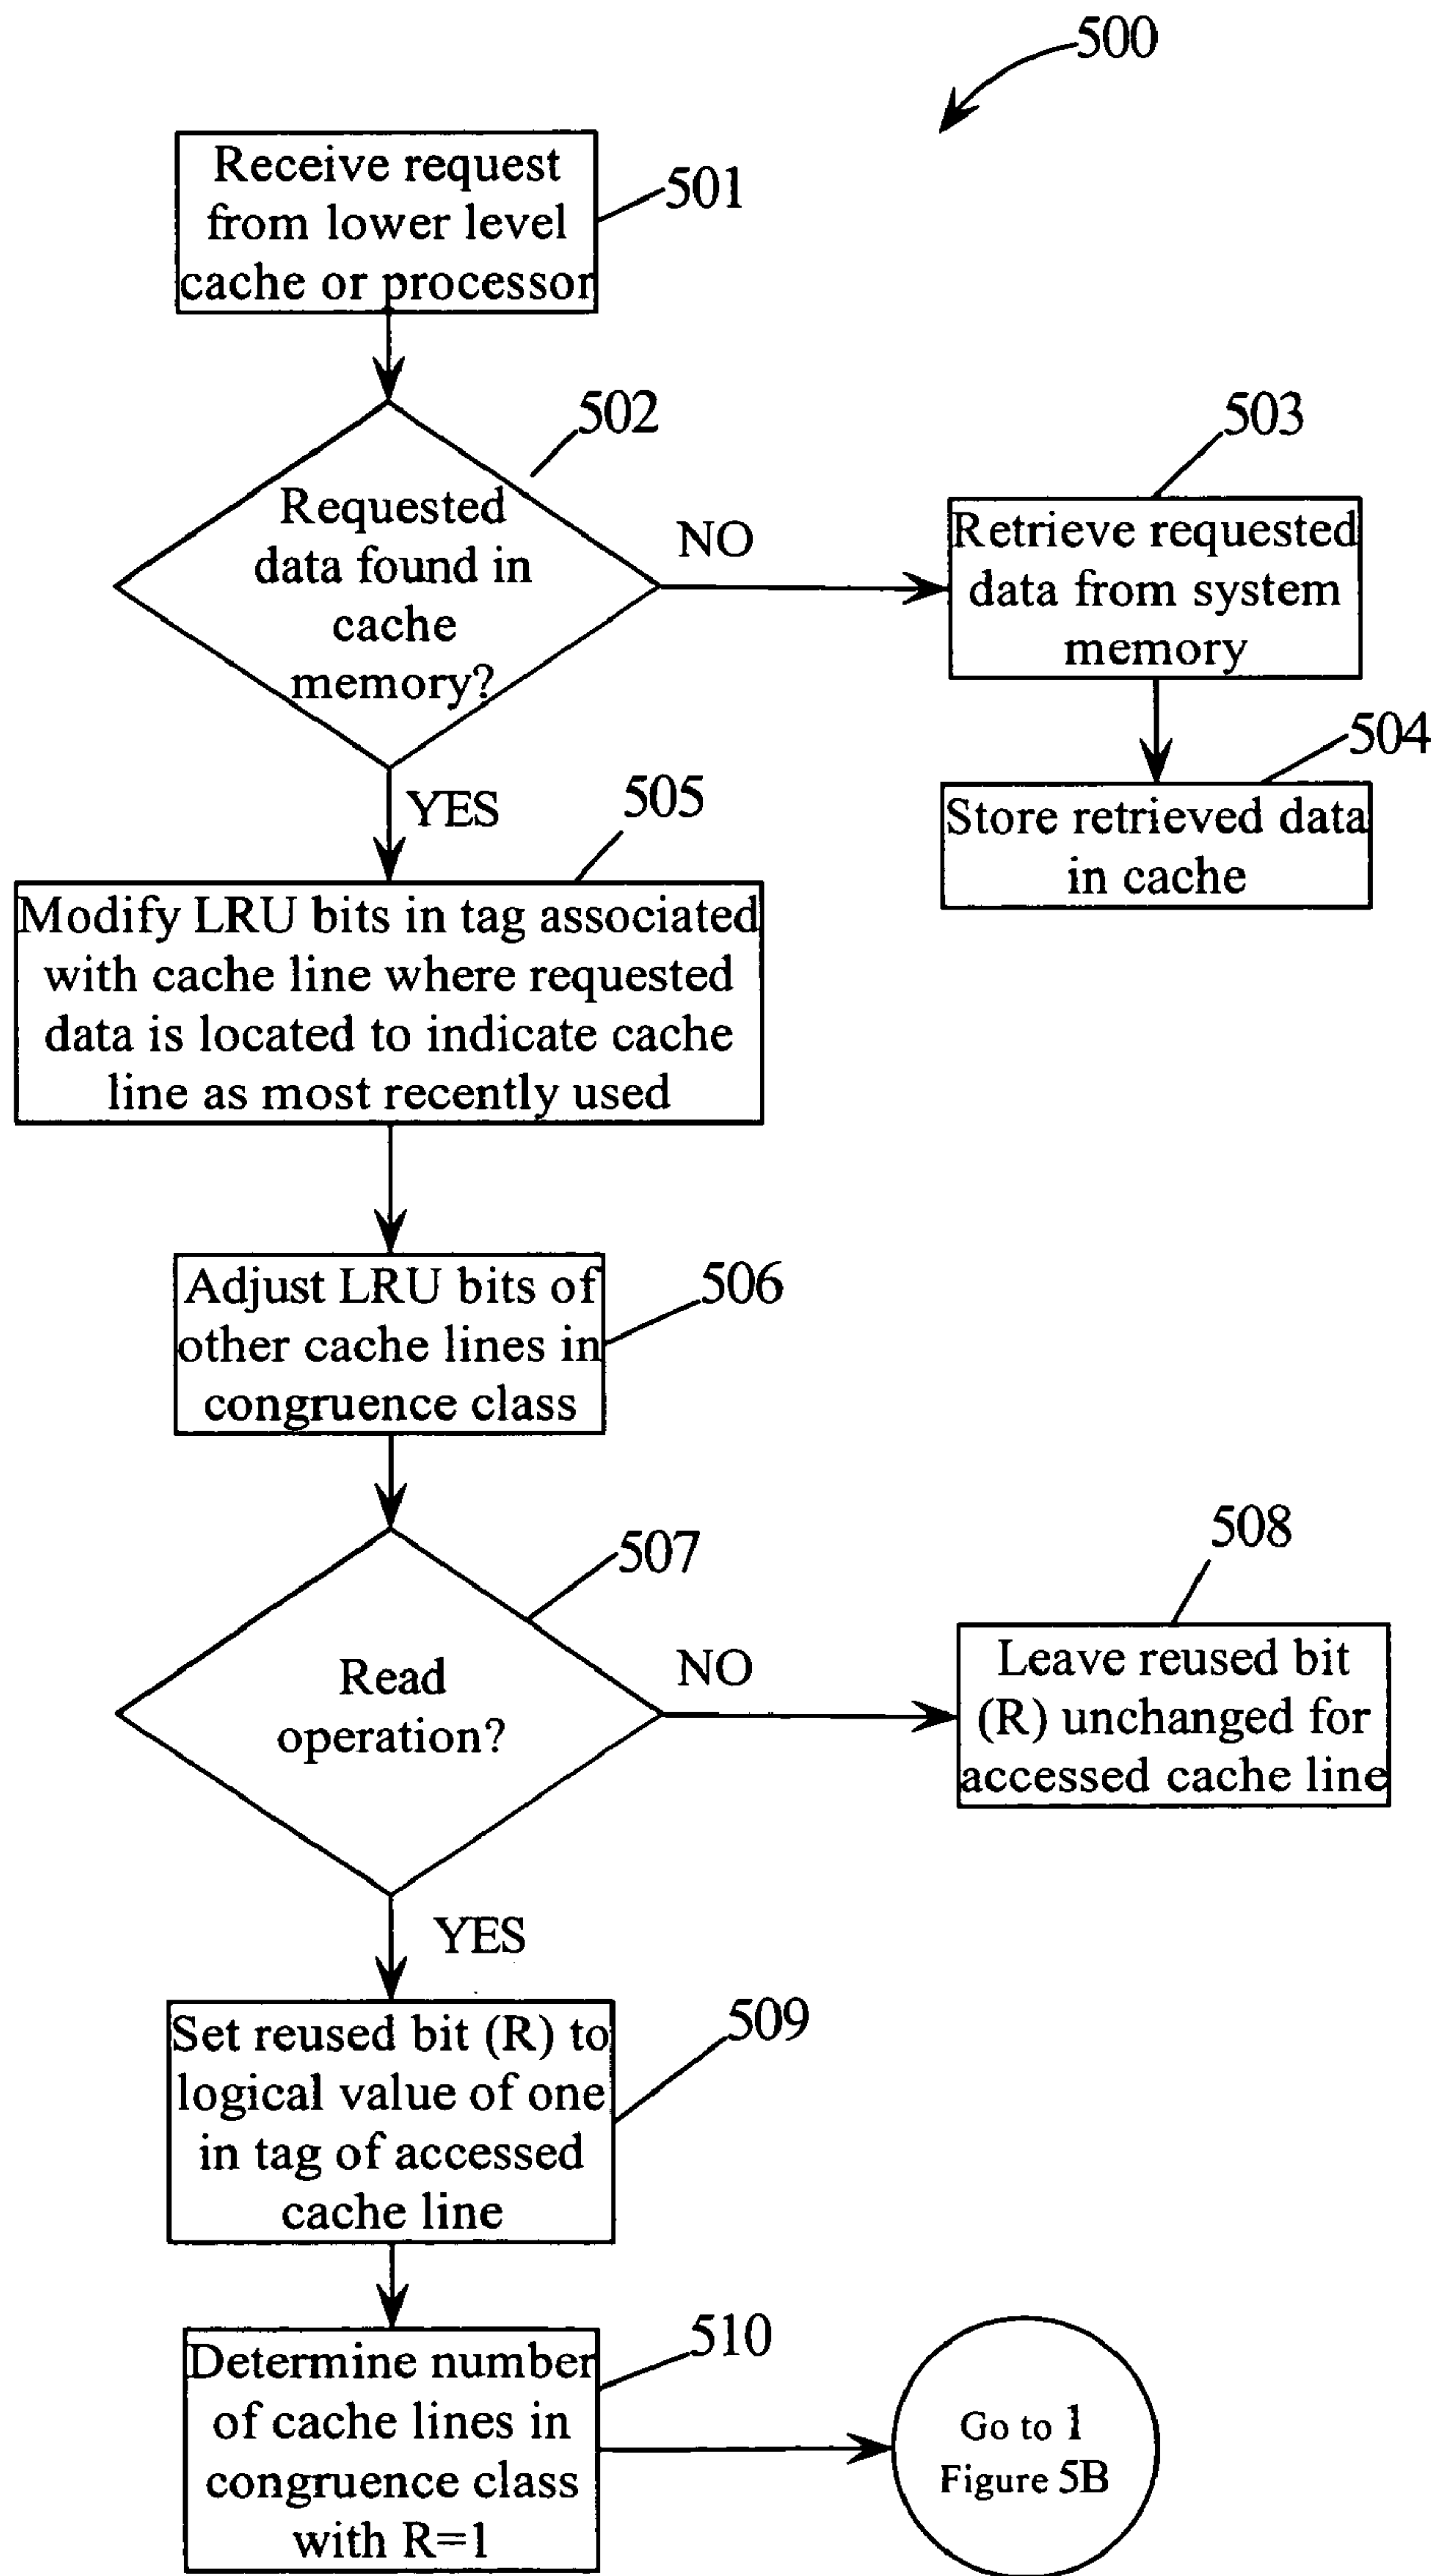 500
Receive request
from lower level
cache or processor
501
502
Requested
data found in
cache
memory?
NO
503
Retrieve requested
data from system
memory
504
Store retrieved data
in cache
YES
505
Modify LRU bits in tag associated
with cache line where requested
data is located to indicate cache
line as most recently used
Adjust LRU bits of
other cache lines in
congruence class
506
507
Read
operation?
NO
508
Leave reused bit
(R) unchanged for
accessed cache line
YES
Set reused bit (R) to
logical value of one
in tag of accessed
cache line
509
Determine number
of cache lines in
congruence class
with R=1
510
Go to 1
Figure 5B